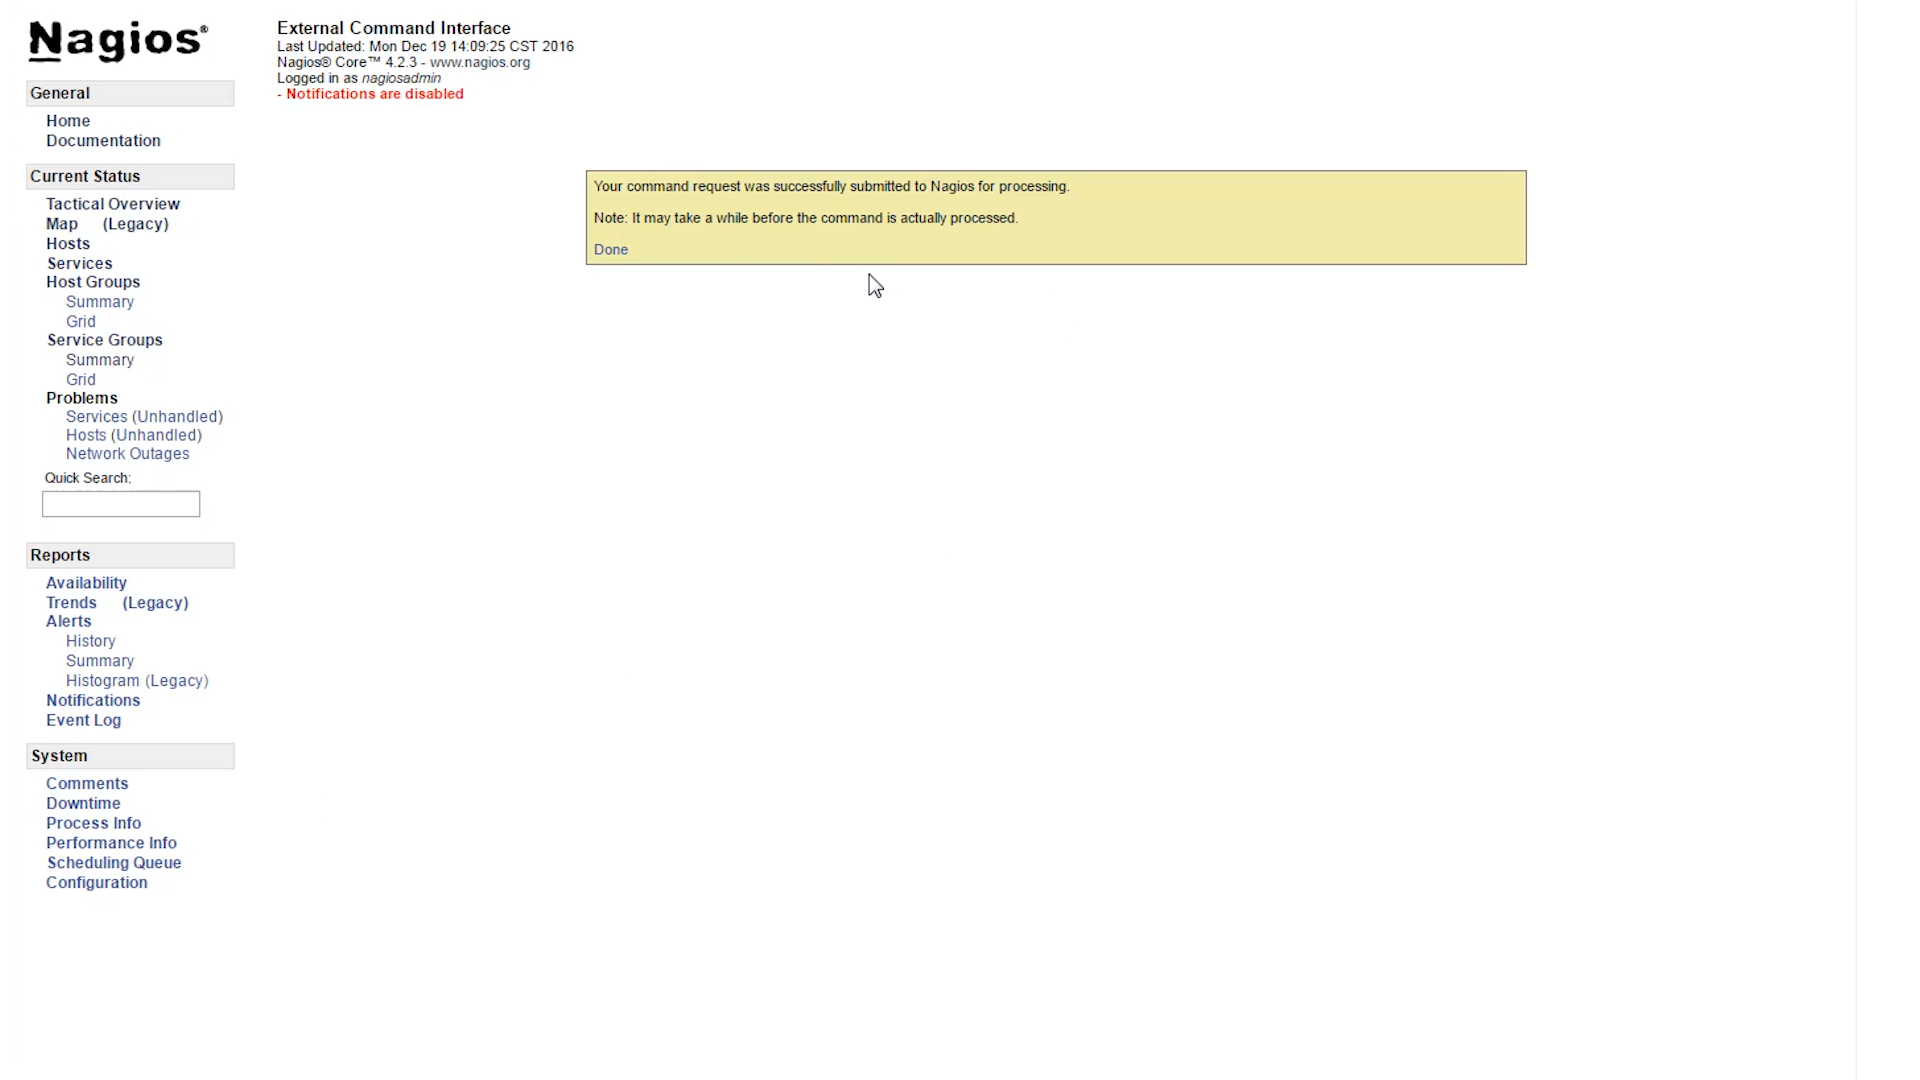 Nagios®
General
Home
Documentation
Current Status
Tactical Overview
Map (Legacy)
Hosts
Services
Host Groups
Summary
Grid
Service Groups
Summary
Grid
Problems
Services (Unhandled)
Hosts (Unhandled)
Network Outages
Quick Search:
Reports
Availability
Trends (Legacy)
Alerts
History
Summary
Histogram (Legacy)
Notifications
Event Log
System
Comments
Downtime
Process Info
Performance Info
Scheduling Queue
Configuration
External Command Interface
Last Updated: Mon Dec 19 14:09:25 CST 2016
Nagios® Core™ 4.2.3 - www.nagios.org
Logged in as nagiosadmin
- Notifications are disabled
Your command request was successfully submitted to Nagios for processing.
Note: It may take a while before the command is actually processed.
Done